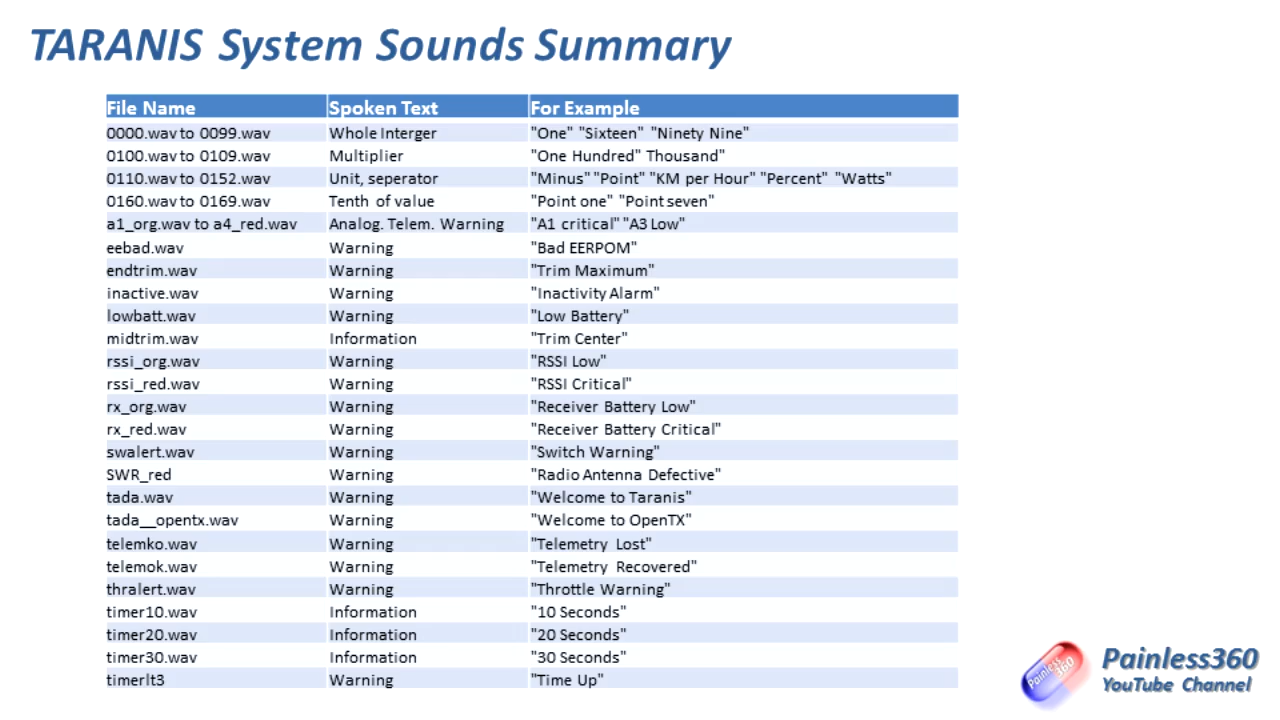 TARANIS System Sounds Summary
File Name Spoken Text For Example
0000.wav to 0099.wav Whole Interger "One" "Sixteen" "Ninety Nine"
0100.wav to 0109.wav Multiplier "One Hundred" Thousand"
0110.wav to 0152.wav Unit, seperator "Minus" "Point" "KM per Hour" "Percent" "Watts"
0160.wav to 0169.wav Tenth of value "Point one" "Point seven"
a1_org.wav to a4_red.wav Analog. Telem. Warning "A1 critical" "A3 Low"
eebad.wav Warning "Bad EERPOM"
endtrim.wav Warning "Trim Maximum"
inactive.wav Warning "Inactivity Alarm"
lowbatt.wav Warning "Low Battery"
midtrim.wav Information "Trim Center"
rssi_org.wav Warning "RSSI Low"
rssi_red.wav Warning "RSSI Critical"
rx_org.wav Warning "Receiver Battery Low"
rx_red.wav Warning "Receiver Battery Critical"
swalert.wav Warning "Switch Warning"
SWR_red Warning "Radio Antenna Defective"
tada.wav Warning "Welcome to Taranis"
tada__opentx.wav Warning "Welcome to OpenTX"
telemko.wav Warning "Telemetry Lost"
telemok.wav Warning "Telemetry Recovered"
thralert.wav Warning "Throttle Warning"
timer10.wav Information "10 Seconds"
timer20.wav Information "20 Seconds"
timer30.wav Information "30 Seconds"
timerlt3 Warning "Time Up"
Painless
360
Painless360
YouTube Channel